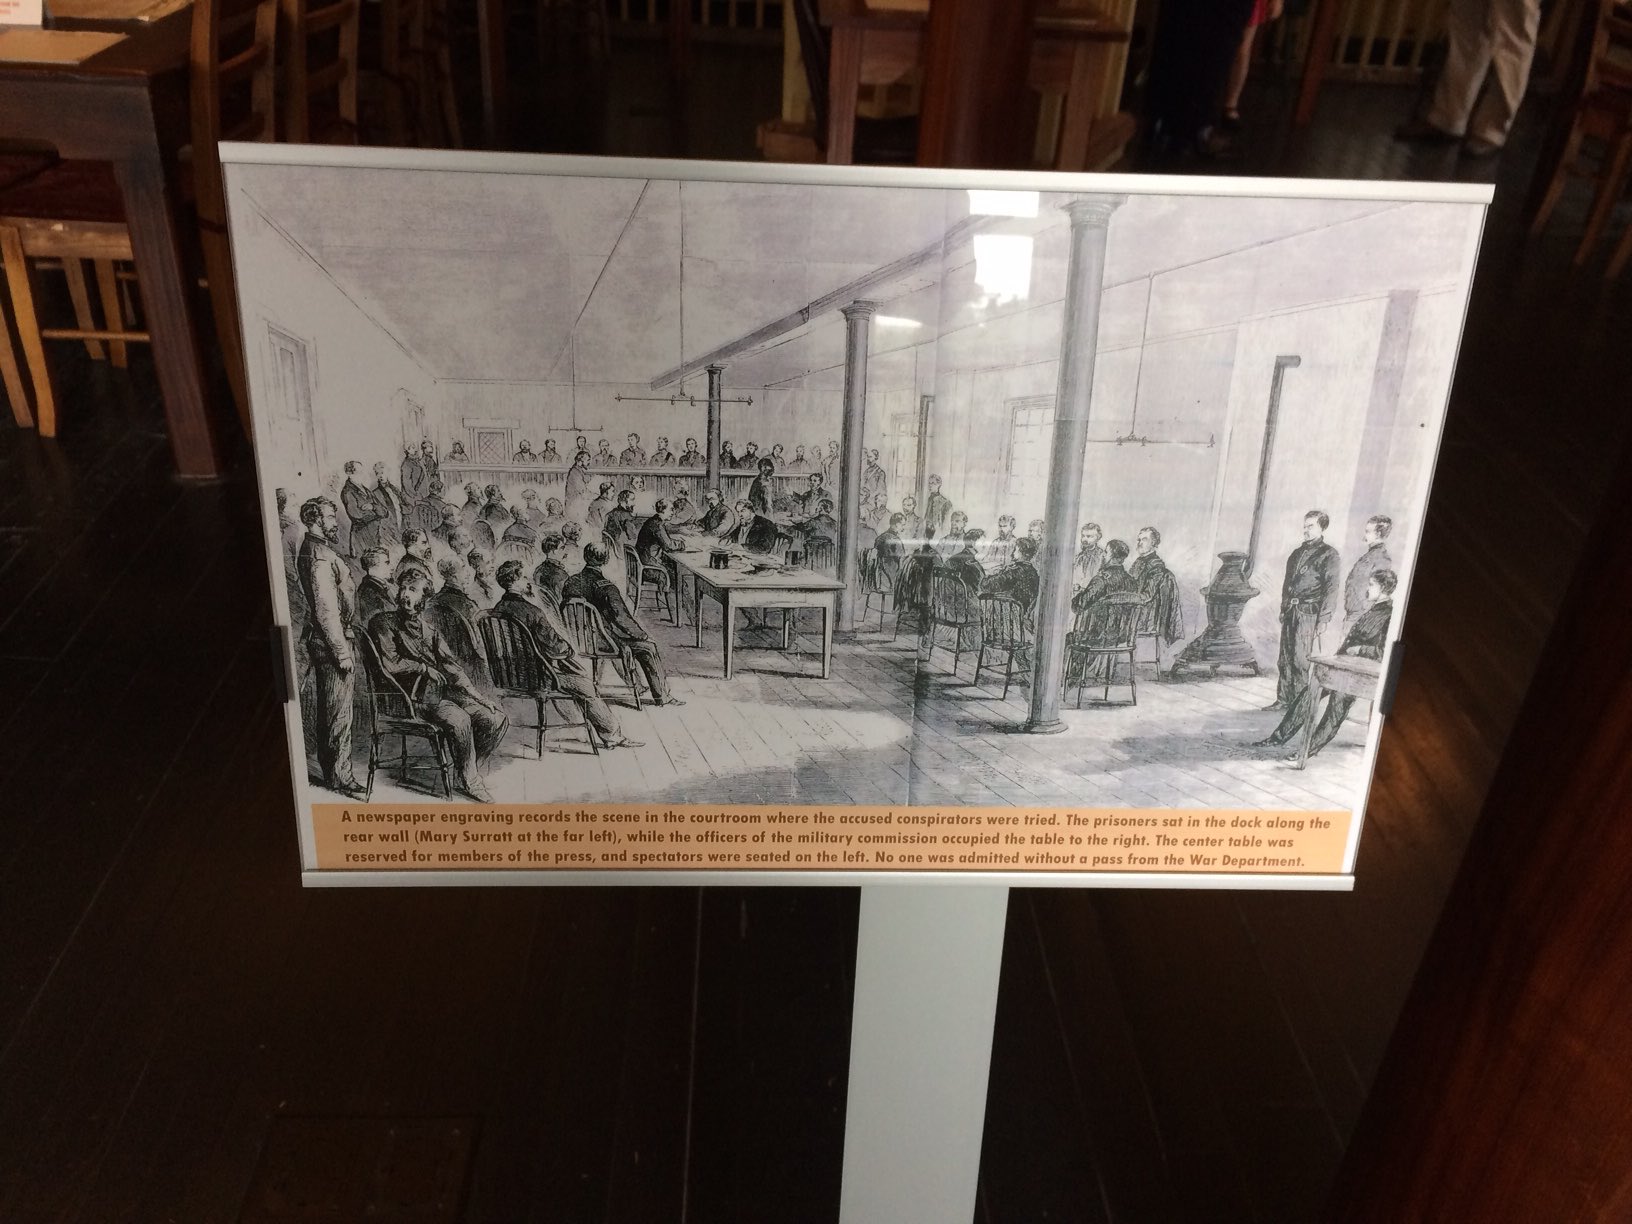 A newspaper engraving records the scene in the courtroom where the accused conspirators were tried. The prisoners sat in the dock along the
rear wall (Mary Surratt at the far left), while the officers of the military commission occupied the table to the right. The center table was
reserved for members of the press, and spectators were seated on the left. No one was admitted without a pass from the War Department.